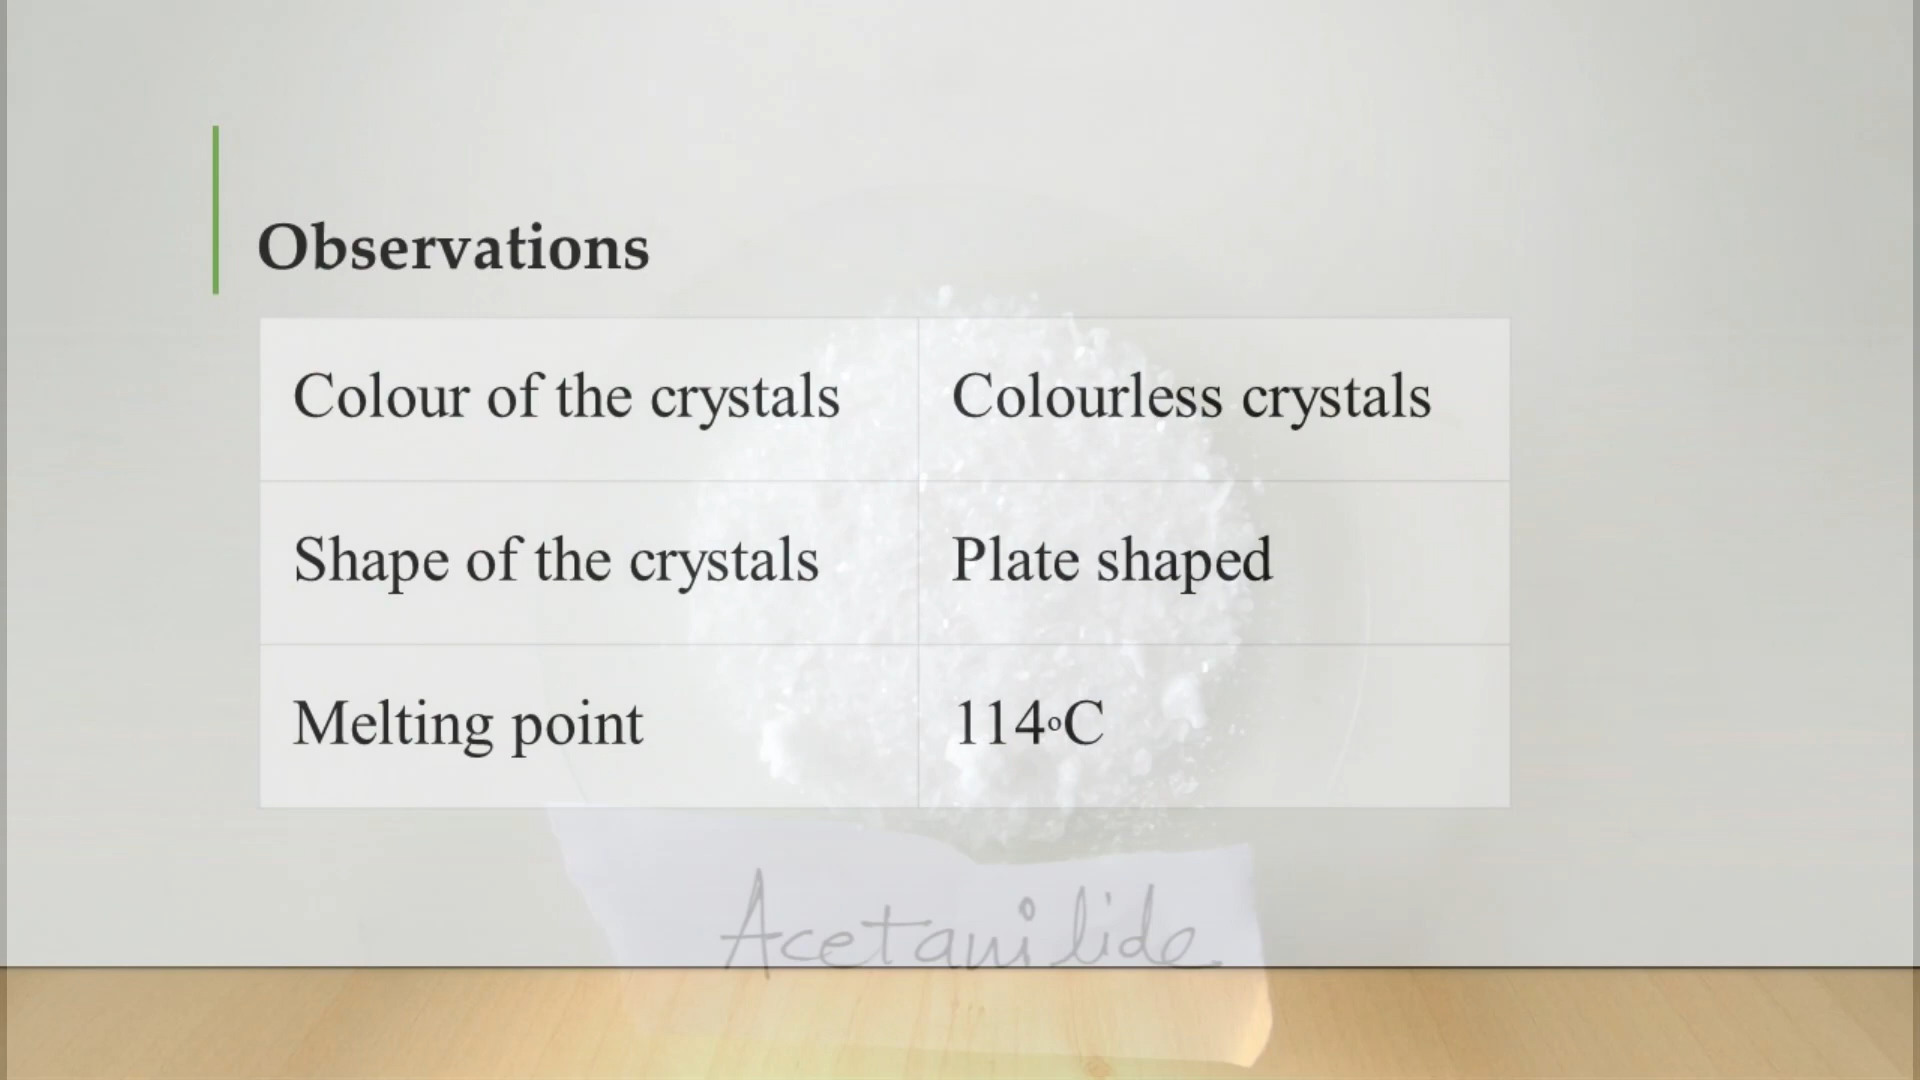 Observations
Colour of the crystals Colourless crystals
Shape of the crystals Plate shaped
Melting point 114°C
Acetanilide